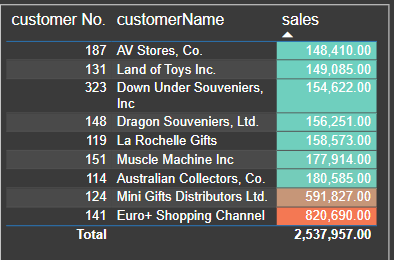 customer No. customerName sales
187 AV Stores, Co. 148,410.00
131 Land of Toys Inc. 149,085.00
323 Down Under Souveniers, 154,622.00
Inc
148 Dragon Souveniers, Ltd. 156,251.00
119 La Rochelle Gifts 158,573.00
151 Muscle Machine Inc 177,914.00
114 Australian Collectors, Co. 180,585.00
124 Mini Gifts Distributors Ltd. 591,827.00
141 Euro+ Shopping Channel 820,690.00
Total 2,537,957.00